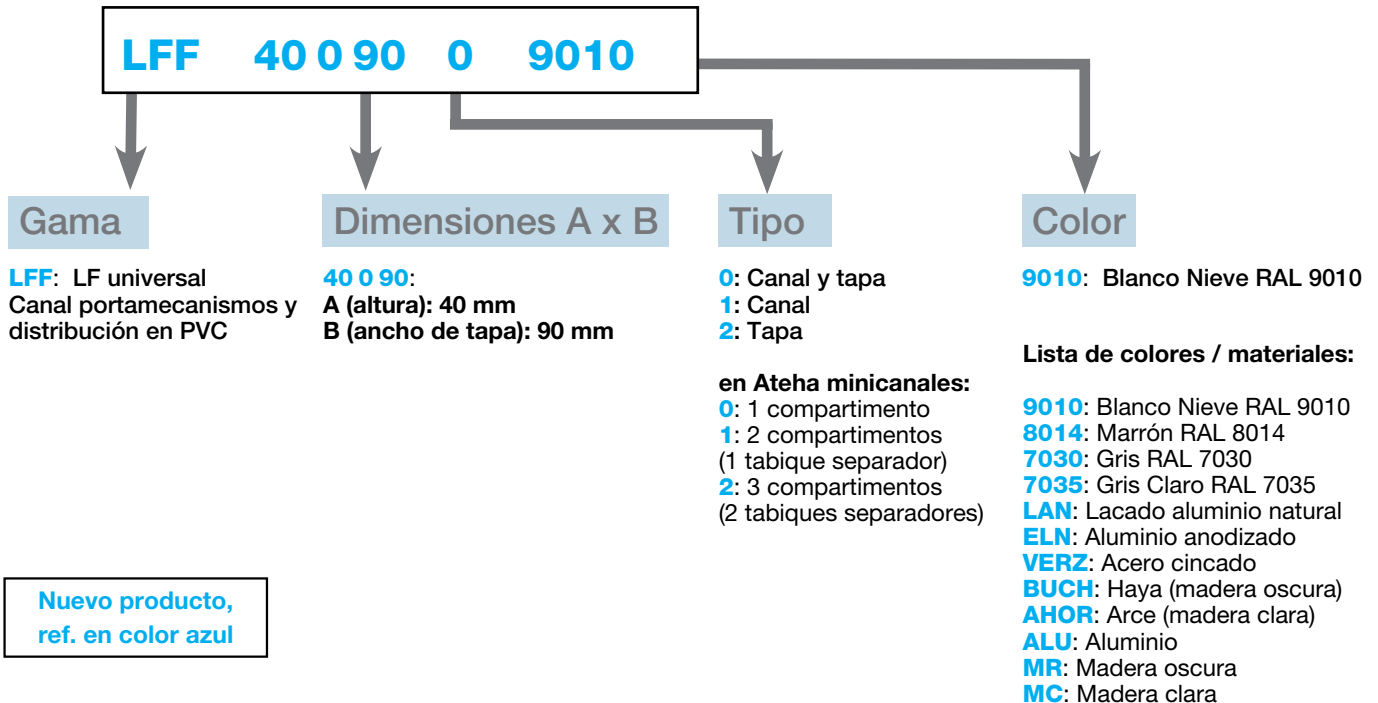 LFF 40 0 90 0 9010
Gama
LFF: LF universal
Canal portamecanismos y
distribución en PVC
Dimensiones A x B
40 0 90:
A (altura): 40 mm
B (ancho de tapa): 90 mm
Tipo
0: Canal y tapa
1: Canal
2: Tapa
en Ateha minicanales:
0: 1 compartimento
1: 2 compartimentos
(1 tabique separador)
2: 3 compartimentos
(2 tabiques separadores)
Color
9010: Blanco Nieve RAL 9010
Lista de colores / materiales:
9010: Blanco Nieve RAL 9010
8014: Marrón RAL 8014
7030: Gris RAL 7030
7035: Gris Claro RAL 7035
LAN: Lacado aluminio natural
ELN: Aluminio anodizado
VERZ: Acero cincado
BUCH: Haya (madera oscura)
AHOR: Arce (madera clara)
ALU: Aluminio
MR: Madera oscura
MC: Madera clara
Nuevo producto,
ref. en color azul